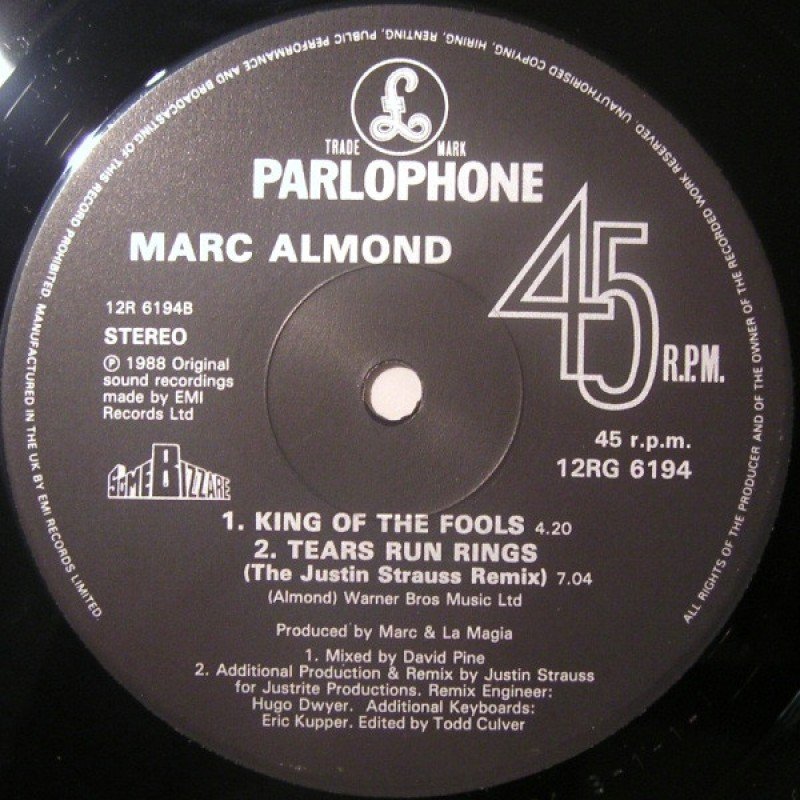 UNAUTHORISED COPYING, HIRING, RENTING, PUBLIC PERFORMANCE AND BROADCASTING OF THIS RECORD PROHIBITED. MANUFACTURED IN THE UK BY EMI RECORDS LIMITED.
ALL RIGHTS OF THE PRODUCER AND OF THE OWNER OF THE RECORDED WORK RESERVED.
£
TRADE MARK
PARLOPHONE
MARC ALMOND
45 R.P.M.
12R 6194B
STEREO
Ⓟ 1988 Original
sound recordings
made by EMI
Records Ltd
45 r.p.m.
12RG 6194
SOME BIZZARE
1. KING OF THE FOOLS 4.20
2. TEARS RUN RINGS
(The Justin Strauss Remix) 7.04
(Almond) Warner Bros Music Ltd
Produced by Marc & La Magia
1. Mixed by David Pine
2. Additional Production & Remix by Justin Strauss
for Justrite Productions. Remix Engineer:
Hugo Dwyer. Additional Keyboards:
Eric Kupper. Edited by Todd Culver